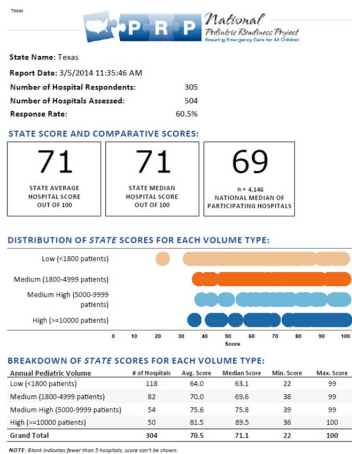 Texas
PRP
National
Pediatric Readiness Project
Ensuring Emergency Care for All Children
State Name: Texas
Report Date: 3/5/2014 11:35:46 AM
Number of Hospital Respondents: 305
Number of Hospitals Assessed: 504
Response Rate: 60.5%
STATE SCORE AND COMPARATIVE SCORES:
71
STATE AVERAGE
HOSPITAL SCORE
OUT OF 100
71
STATE MEDIAN
HOSPITAL SCORE
OUT OF 100
69
n = 4,146
NATIONAL MEDIAN OF
PARTICIPATING HOSPITALS
DISTRIBUTION OF STATE SCORES FOR EACH VOLUME TYPE:
Low (<1800 patients)
Medium (1800-4999 patients)
Medium High (5000-9999
patients)
High (>=10000 patients)
0 10 20 30 40 50 60 70 80 90 100
Score
BREAKDOWN OF STATE SCORES FOR EACH VOLUME TYPE:
Annual Pediatric Volume # of Hospitals Avg. Score Median Score Min. Score Max. Score
Low (<1800 patients) 118 64.0 63.1 22 99
Medium (1800-4999 patients) 82 70.0 69.6 38 99
Medium High (5000-9999 patients) 54 75.6 75.8 39 99
High (>=10000 patients) 50 81.5 89.5 36 100
Grand Total 304 70.5 71.1 22 100
NOTE: Blank indicates fewer than 5 hospitals; score can't be shown.